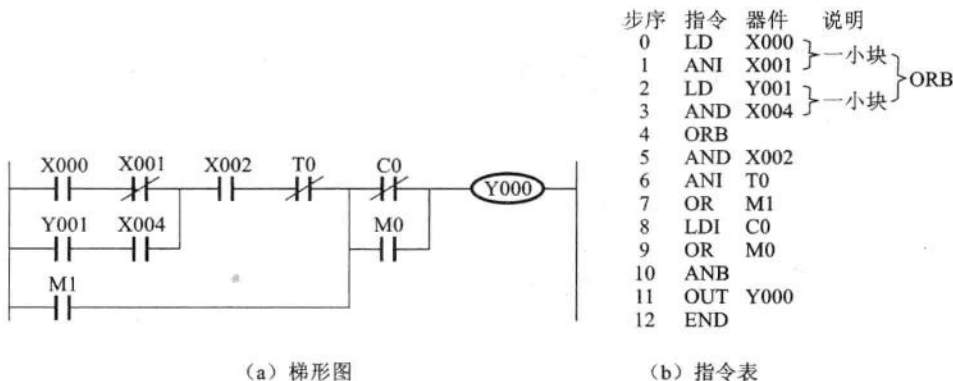 X000 X001 X002 T0 C0
Y000
Y001 X004 M0
M1
(a) 梯形图
步序 指令 器件 说明
0 LD X000
一小块
1 ANI X001
ORB
2 LD Y001
一小块
3 AND X004
4 ORB
5 AND X002
6 ANI T0
7 OR M1
8 LDI C0
9 OR M0
10 ANB
11 OUT Y000
12 END
(b) 指令表